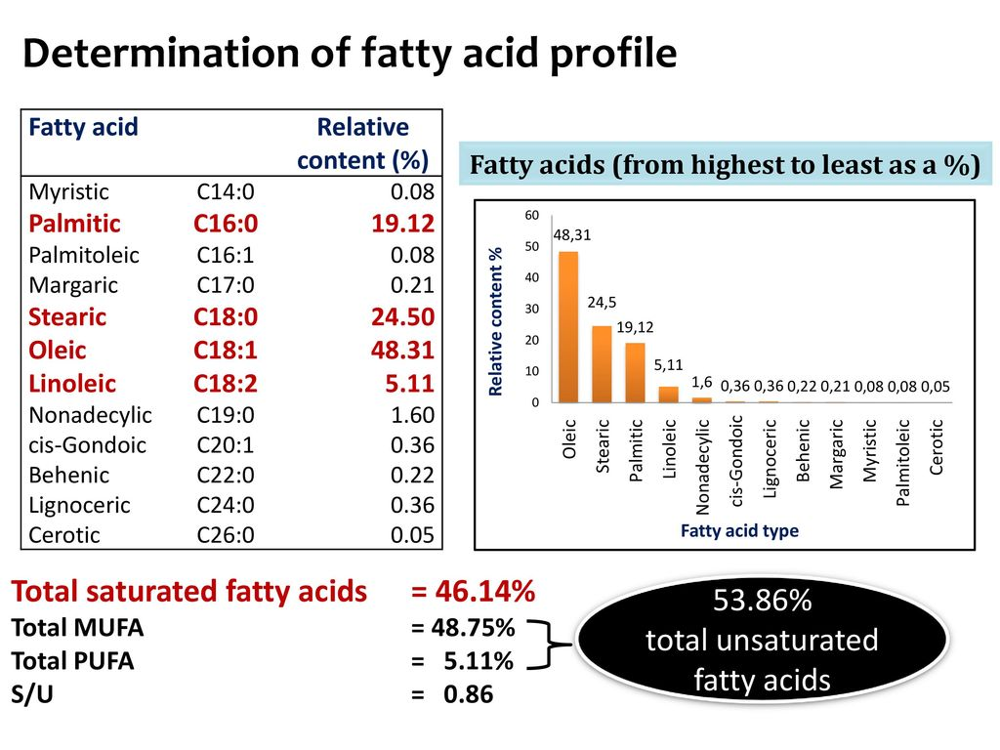 Determination of fatty acid profile
Fatty acid Relative content (%)
Myristic C14:0 0.08
Palmitic C16:0 19.12
Palmitoleic C16:1 0.08
Margaric C17:0 0.21
Stearic C18:0 24.50
Oleic C18:1 48.31
Linoleic C18:2 5.11
Nonadecylic C19:0 1.60
cis-Gondoic C20:1 0.36
Behenic C22:0 0.22
Lignoceric C24:0 0.36
Cerotic C26:0 0.05
Fatty acids (from highest to least as a %)
Relative content %
60
50
40
30
20
10
0
48,31
24,5
19,12
5,11
1,6 0,36 0,36 0,22 0,21 0,08 0,08 0,05
Oleic
Stearic
Palmitic
Linoleic
Nonadecylic
cis-Gondoic
Lignoceric
Behenic
Margaric
Myristic
Palmitoleic
Cerotic
Fatty acid type
Total saturated fatty acids = 46.14%
Total MUFA = 48.75%
Total PUFA = 5.11%
S/U = 0.86
53.86%
total unsaturated
fatty acids